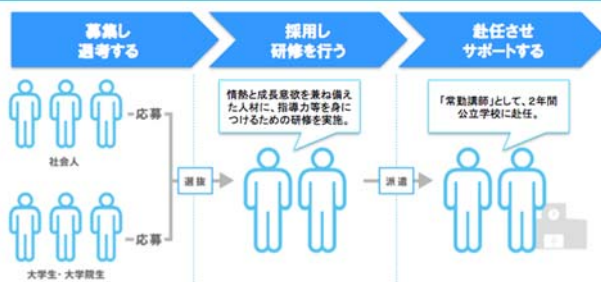 募集し
選考する
採用し
研修を行う
赴任させ
サポートする
情熱と成長意欲を兼ね備え
た人材に、指導力等を身に
つけるための研修を実施。
「常勤講師」として、2年間
公立学校に赴任。
応募
社会人
選抜
派遣
応募
大学生・大学院生